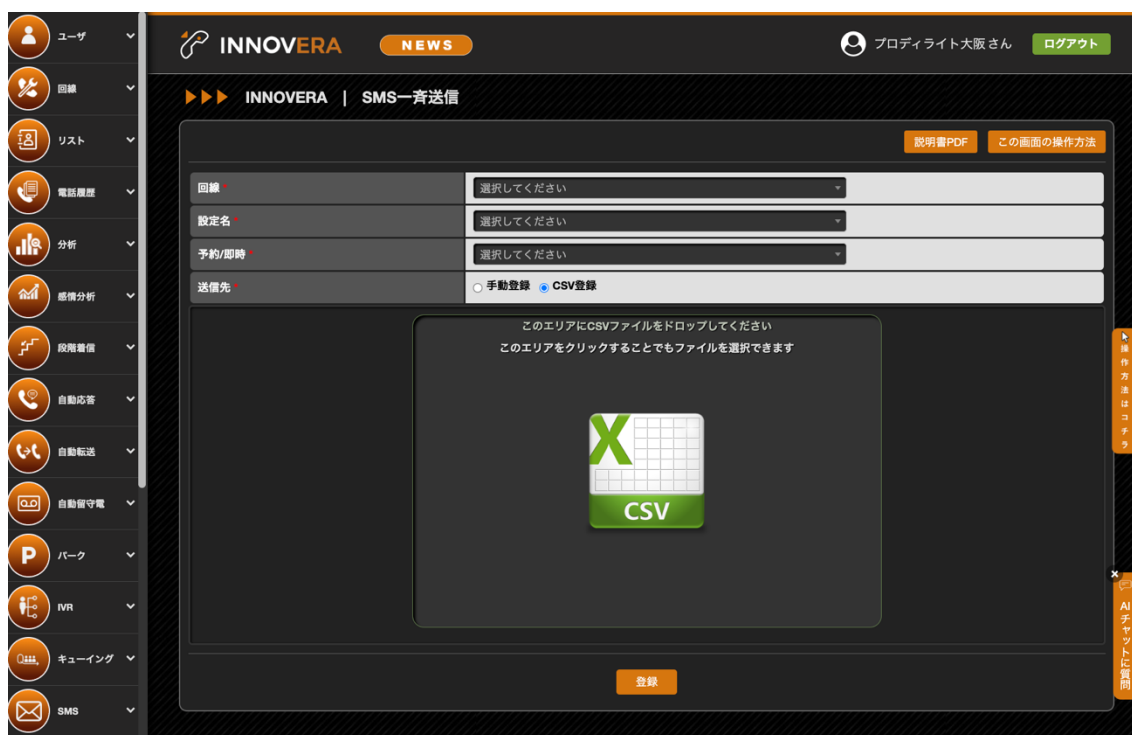 ユーザ
回線
リスト
電話履歴
分析
感情分析
段階着信
自動応答
自動転送
自動留守電
パーク
IVR
キューイング
SMS
INNOVERA
NEWS
プロディライト大阪 さん
ログアウト
INNOVERA | SMS一斉送信
説明書PDF
この画面の操作方法
回線 *
選択してください
設定名 *
選択してください
予約/即時 *
選択してください
送信先 *
手動登録 CSV登録
このエリアにCSVファイルをドロップしてください
このエリアをクリックすることでもファイルを選択できます
X
CSV
登録
操作方法はコチラ
AIチャットに質問